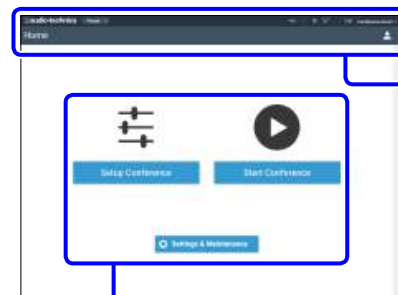 audio-technica
Home
Setup Conference
Start Conference
Settings & Maintenance